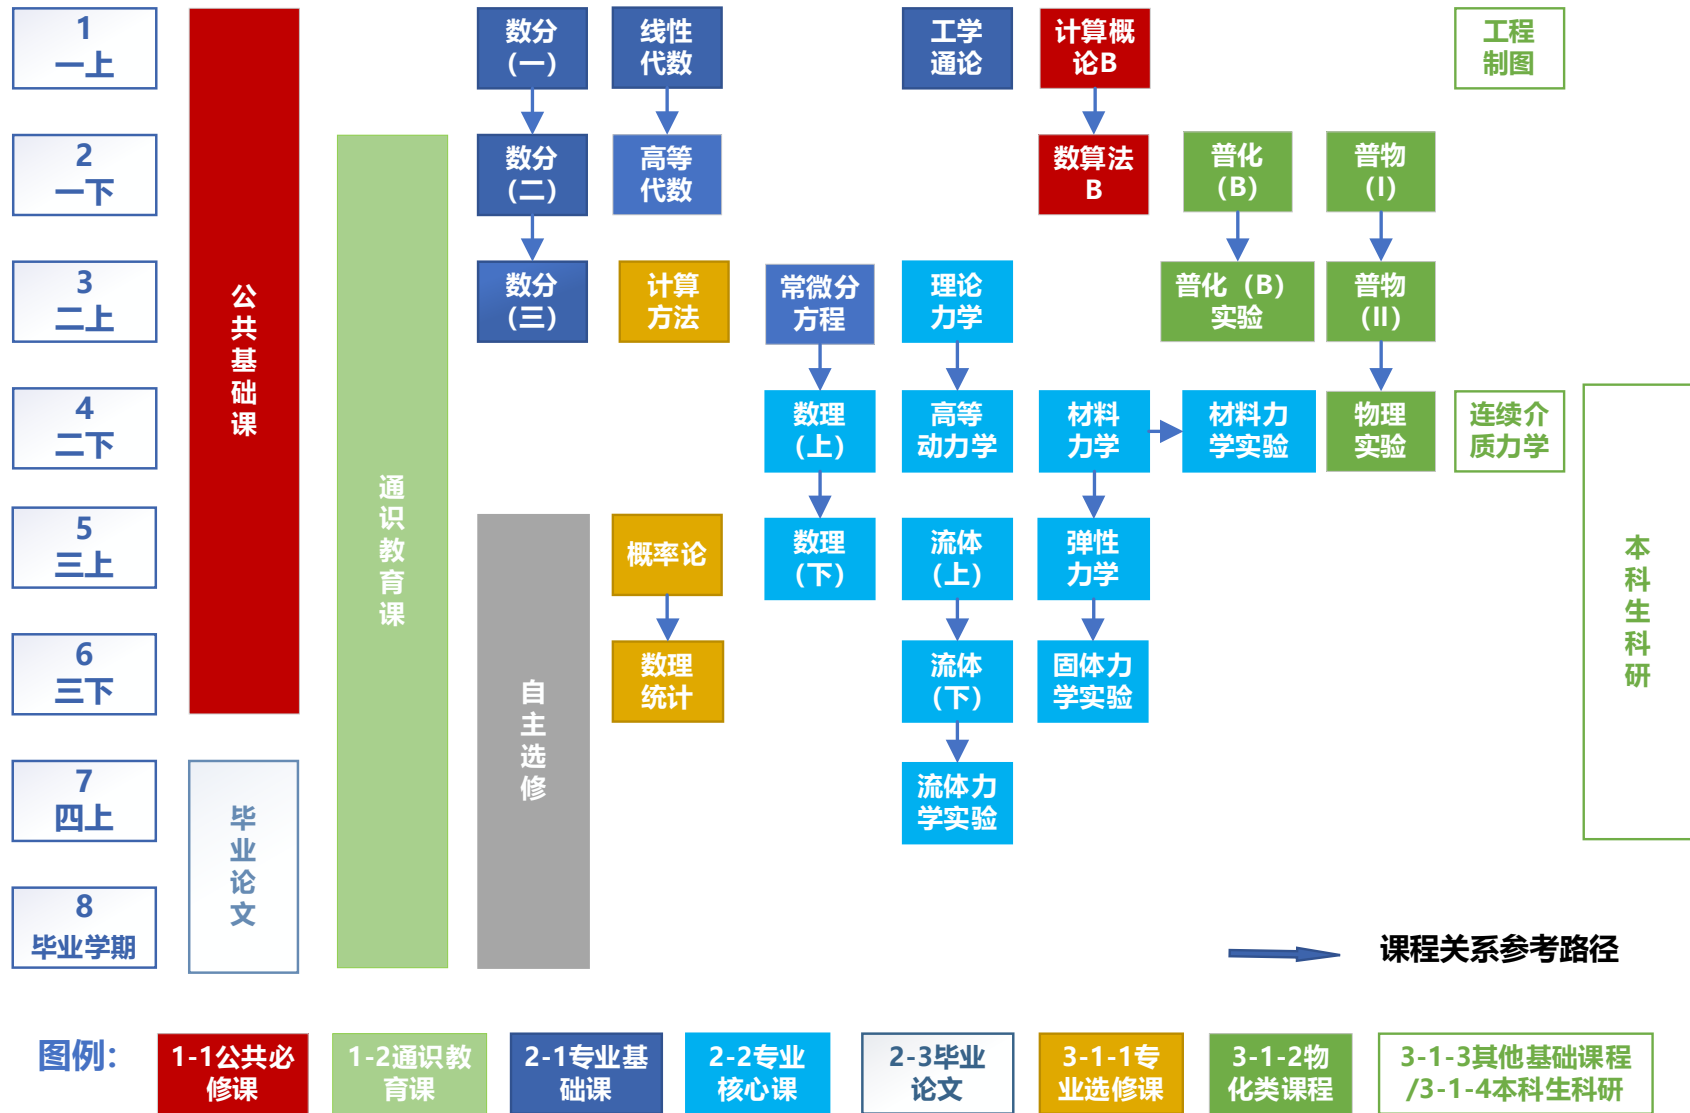 1
一上
数分
（一）
线性
代数
工学
通论
计算概
论B
工程
制图
2
一下
数分
（二）
高等
代数
数算法
B
普化
（B）
普物
（I）
3
二上
数分
（三）
计算
方法
常微分
方程
理论
力学
普化（B）
实验
普物
（II）
4
二下
数理
（上）
高等
动力学
材料
力学
材料力
学实验
物理
实验
连续介
质力学
5
三上
概率论
数理
（下）
流体
（上）
弹性
力学
6
三下
数理
统计
流体
（下）
固体力
学实验
7
四上
流体力
学实验
8
毕业学期
公共基础课
毕业论文
通识教育课
自主选修
本科生科研
课程关系参考路径
图例：
1-1公共必
修课
1-2通识教
育课
2-1专业基
础课
2-2专业
核心课
2-3毕业
论文
3-1-1专
业选修课
3-1-2物
化类课程
3-1-3其他基础课程
/3-1-4本科生科研